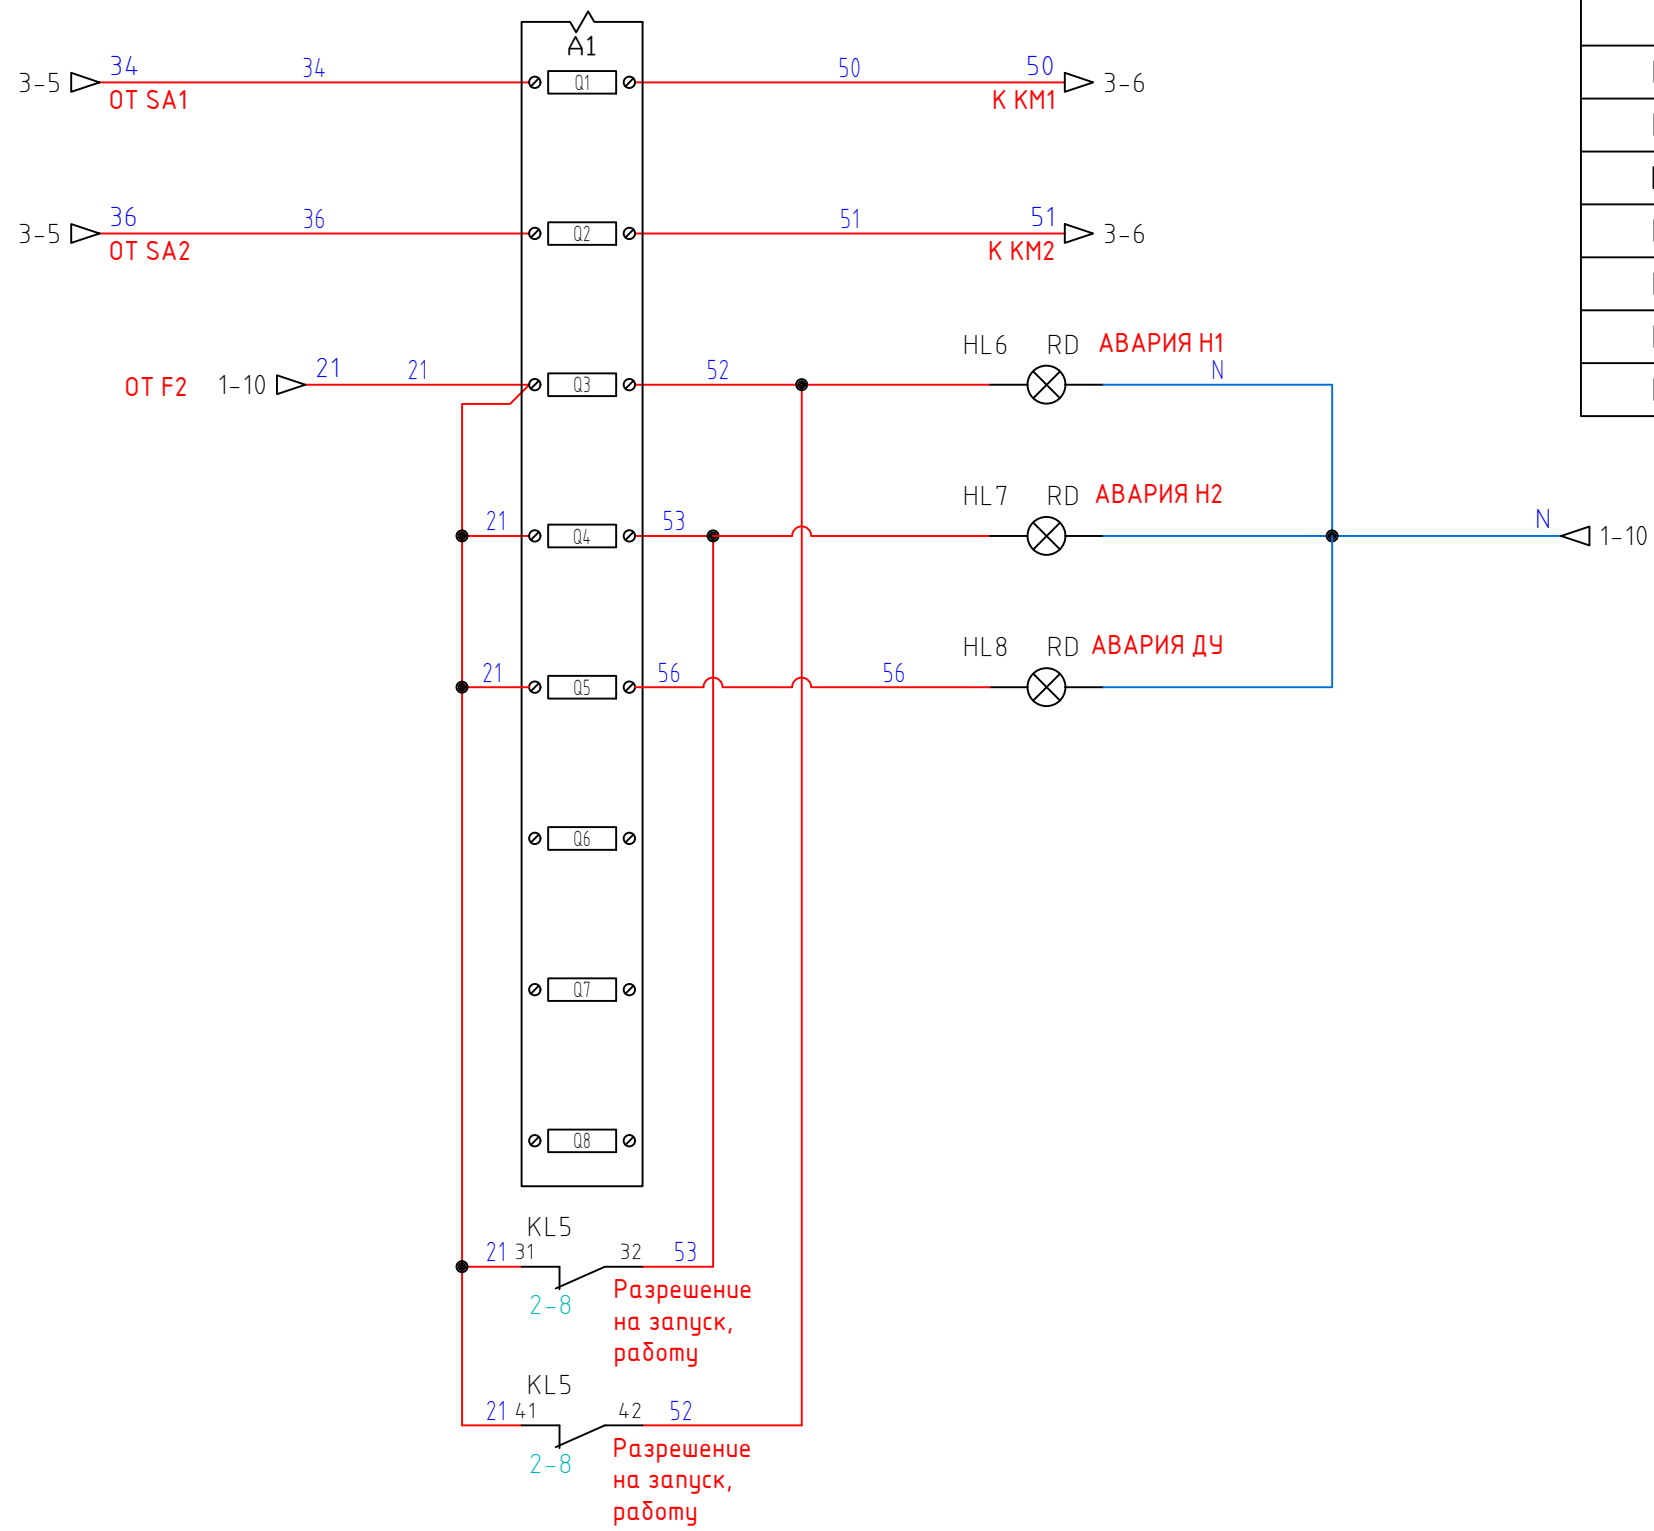 A1
34 34 50 50
3-5 Q1 3-6
ОТ SA1 К КМ1
36 36 51 51
3-5 Q2 3-6
ОТ SA2 К КМ2
HL6 RD АВАРИЯ Н1
21 21 52 N
ОТ F2 1-10 Q3
HL7 RD АВАРИЯ Н2
21 53 N
Q4 1-10
HL8 RD АВАРИЯ ДУ
21 56 56
Q5
Q6
Q7
Q8
KL5
21 31 32 53
2-8
Разрешение
на запуск,
работу
KL5
21 41 42 52
2-8
Разрешение
на запуск,
работу